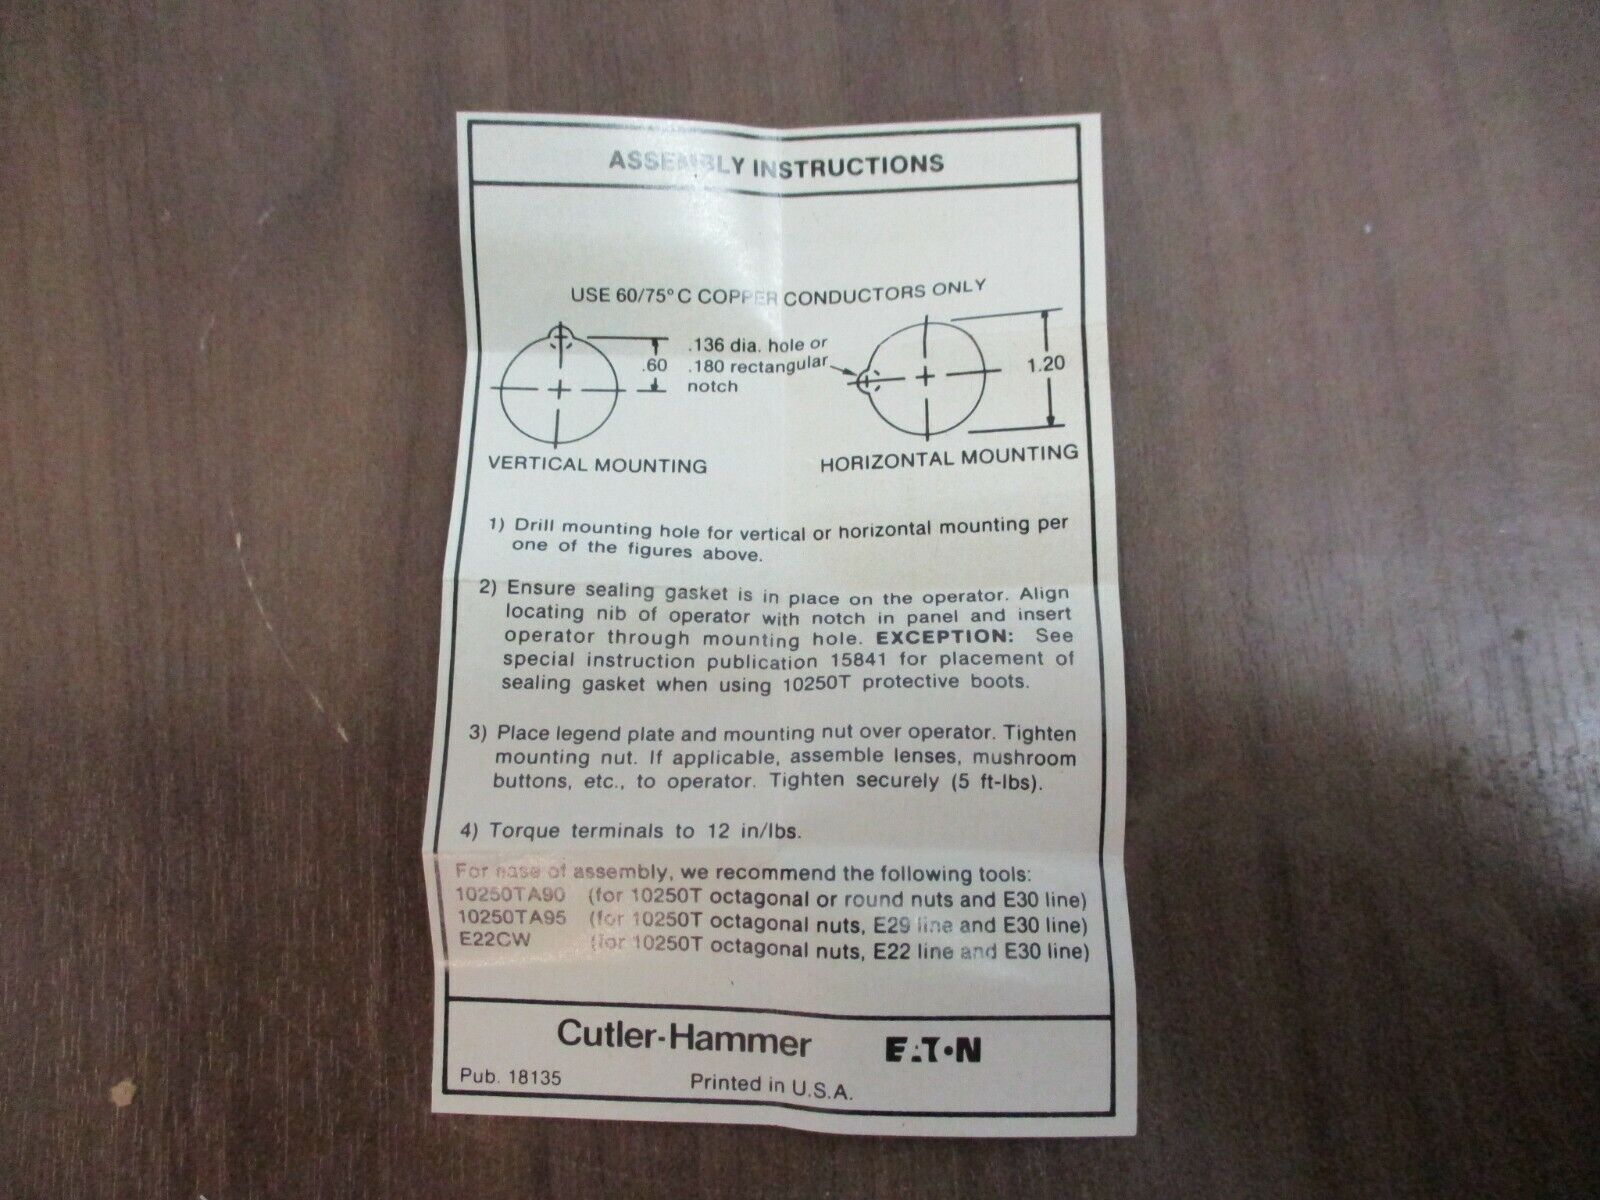 ASSEMBLY INSTRUCTIONS
USE 60/75°C COPPER CONDUCTORS ONLY
.60
.136 dia. hole or
.180 rectangular
notch
1.20
VERTICAL MOUNTING
HORIZONTAL MOUNTING
1) Drill mounting hole for vertical or horizontal mounting per
one of the figures above.
2) Ensure sealing gasket is in place on the operator. Align
locating nib of operator with notch in panel and insert
operator through mounting hole. EXCEPTION: See
special instruction publication 15841 for placement of
sealing gasket when using 10250T protective boots.
3) Place legend plate and mounting nut over operator. Tighten
mounting nut. If applicable, assemble lenses, mushroom
buttons, etc., to operator. Tighten securely (5 ft-lbs).
4) Torque terminals to 12 in/lbs.
For ease of assembly, we recommend the following tools:
10250TA90 (for 10250T octagonal or round nuts and E30 line)
10250TA95 (for 10250T octagonal nuts, E29 line and E30 line)
E22CW (for 10250T octagonal nuts, E22 line and E30 line)
Cutler-Hammer EAT•N
Pub. 18135 Printed in U.S.A.